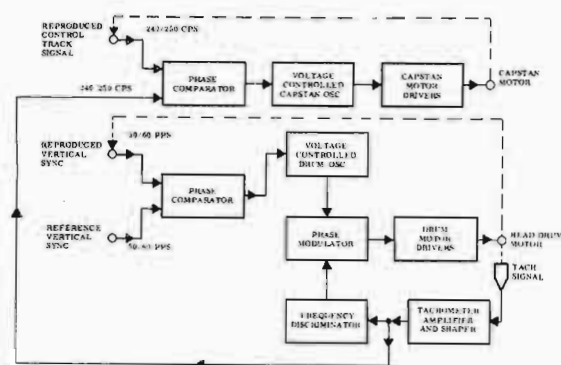 REPRODUCED
CONTROL
TRACK
SIGNAL
240/250 CPS
240/250 CPS
PHASE
COMPARATOR
VOLTAGE
CONTROLLED
CAPSTAN OSC
CAPSTAN
MOTOR
DRIVERS
CAPSTAN
MOTOR
50/60 PPS
REPRODUCED
VERTICAL
SYNC
VOLTAGE
CONTROLLED
DRUM OSC
PHASE
COMPARATOR
REFERENCE
VERTICAL
SYNC
50/60 PPS
PHASE
MODULATOR
DRUM
MOTOR
DRIVERS
HEAD DRUM
MOTOR
TACH
SIGNAL
FREQUENCY
DISCRIMINATOR
TACHOMETER
AMPLIFIER
AND SHAPER